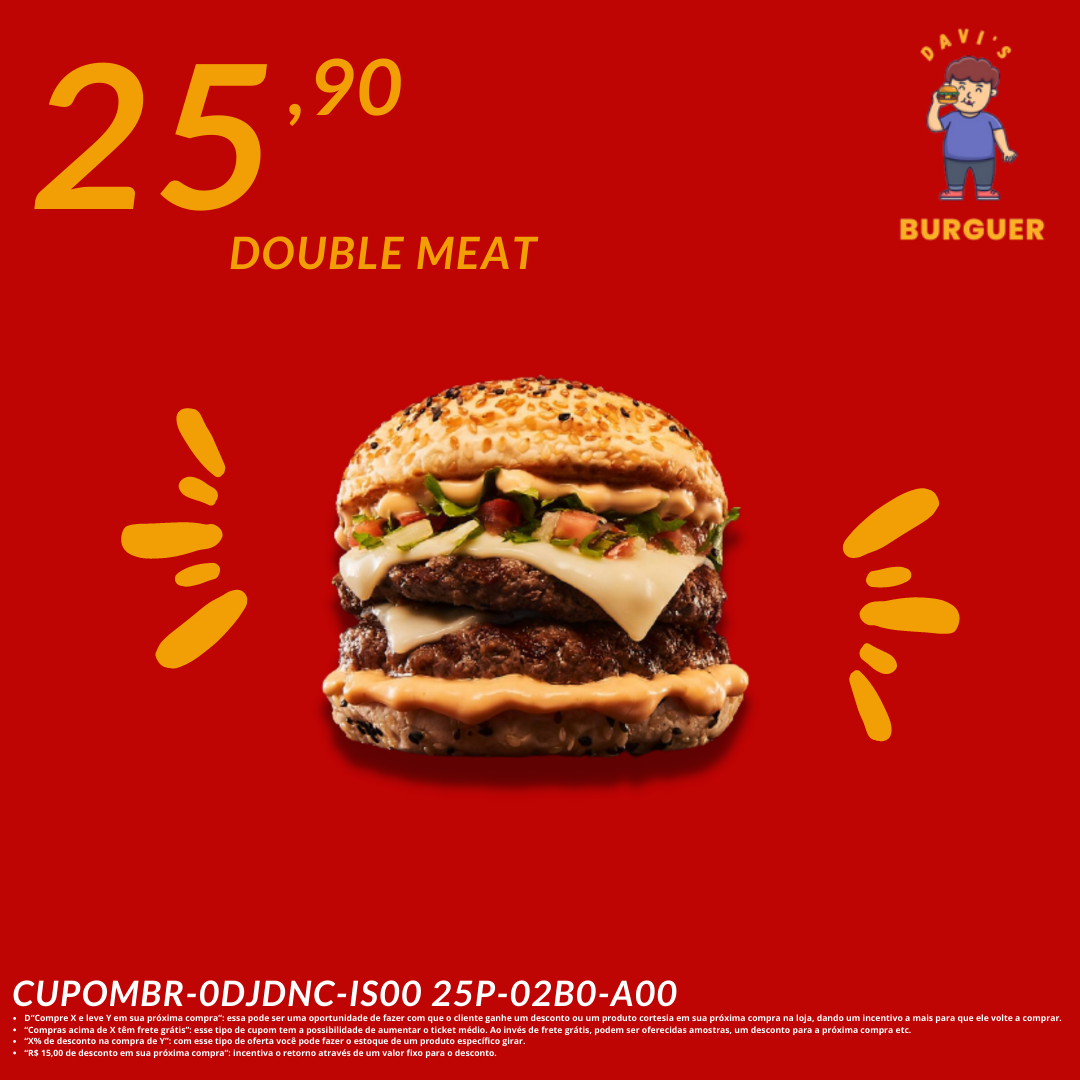 25,90
DAVI'S
BURGUER
DOUBLE MEAT
CUPOMBR-0DJDNC-IS00 25P-02B0-A00
• D"Compre X e leve Y em sua próxima compra": essa pode ser uma oportunidade de fazer com que o cliente ganhe um desconto ou um produto cortesia em sua próxima compra na loja, dando um incentivo a mais para que ele volte a comprar.
• "Compras acima de X têm frete grátis": esse tipo de cupom tem a possibilidade de aumentar o ticket médio. Ao invés de frete grátis, podem ser oferecidas amostras, um desconto para a próxima compra etc.
• "X% de desconto na compra de Y": com esse tipo de oferta você pode fazer o estoque de um produto específico girar.
• "R$ 15,00 de desconto em sua próxima compra": incentiva o retorno através de um valor fixo para o desconto.